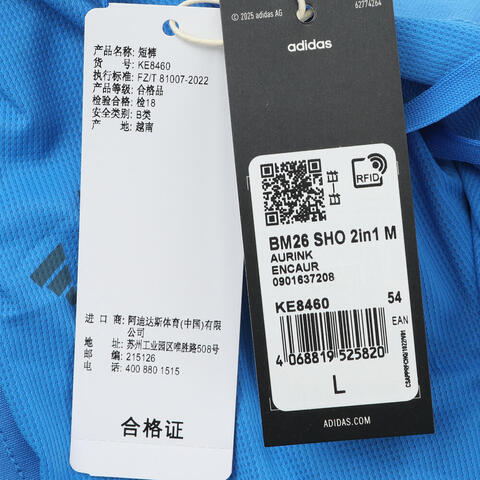 产品名称: 短裤
货 号: KE8460
执行标准: FZ/T 81007-2022
产品等级: 合格品
检验合格: 检18
安全类别: B类
产 地: 越南
进 口 商: 阿迪达斯体育(中国)有限公司
地 址: 苏州工业园区唯胜路508号
邮 编: 215126
电 话: 400 880 1515
合格证
© 2025 adidas AG
62774264
adidas
RFID
BM26 SHO 2in1 M
AURINK
ENCAUR
0901637208
KE8460 54
EAN
4 068819 525820
L
ADIDAS.COM